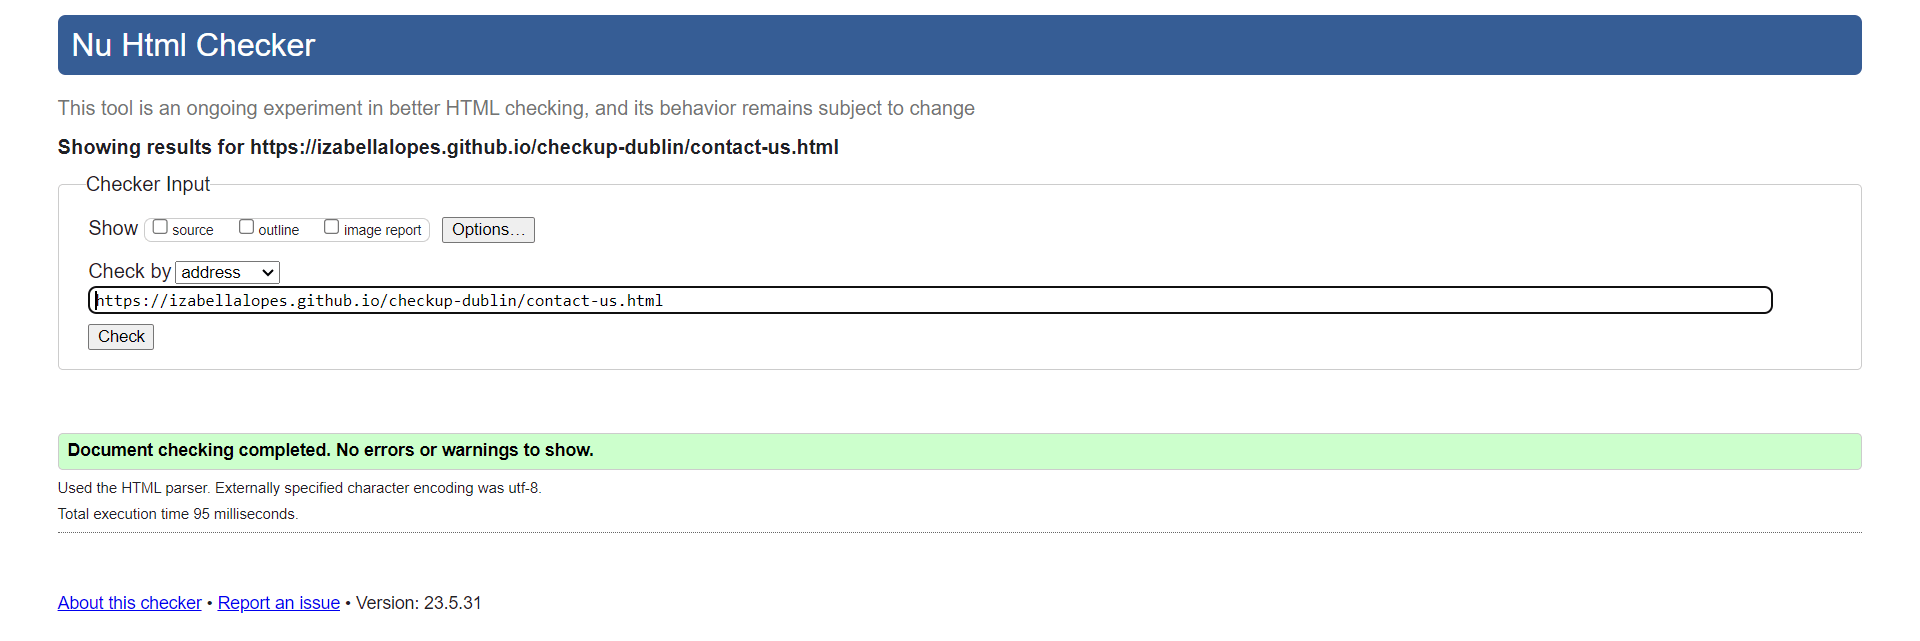 Nu Html Checker
This tool is an ongoing experiment in better HTML checking, and its behavior remains subject to change
Showing results for https://izabellalopes.github.io/checkup-dublin/contact-us.html
Checker Input
Show source outline image report Options...
Check by address
https://izabellalopes.github.io/checkup-dublin/contact-us.html
Check
Document checking completed. No errors or warnings to show.
Used the HTML parser. Externally specified character encoding was utf-8.
Total execution time 95 milliseconds.
About this checker • Report an issue • Version: 23.5.31